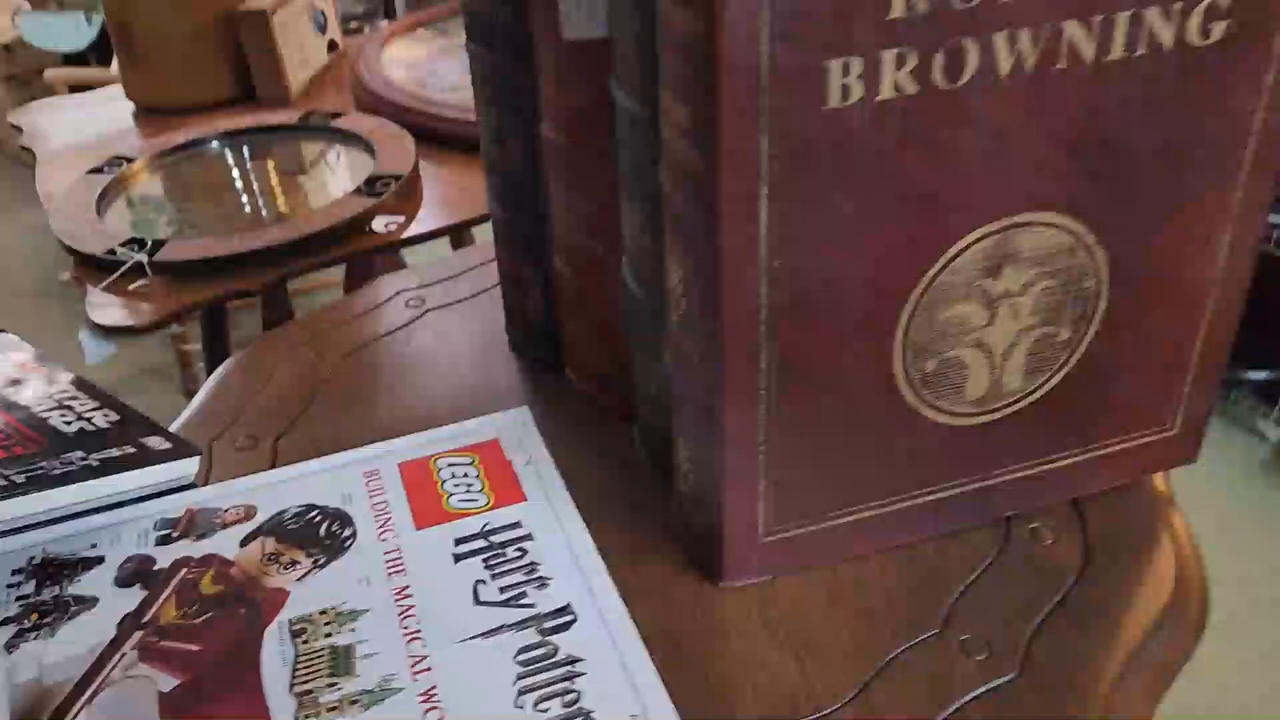 BROWNING
STAR
WARS
LEGO
Harry Potter
BUILDING THE MAGICAL WO